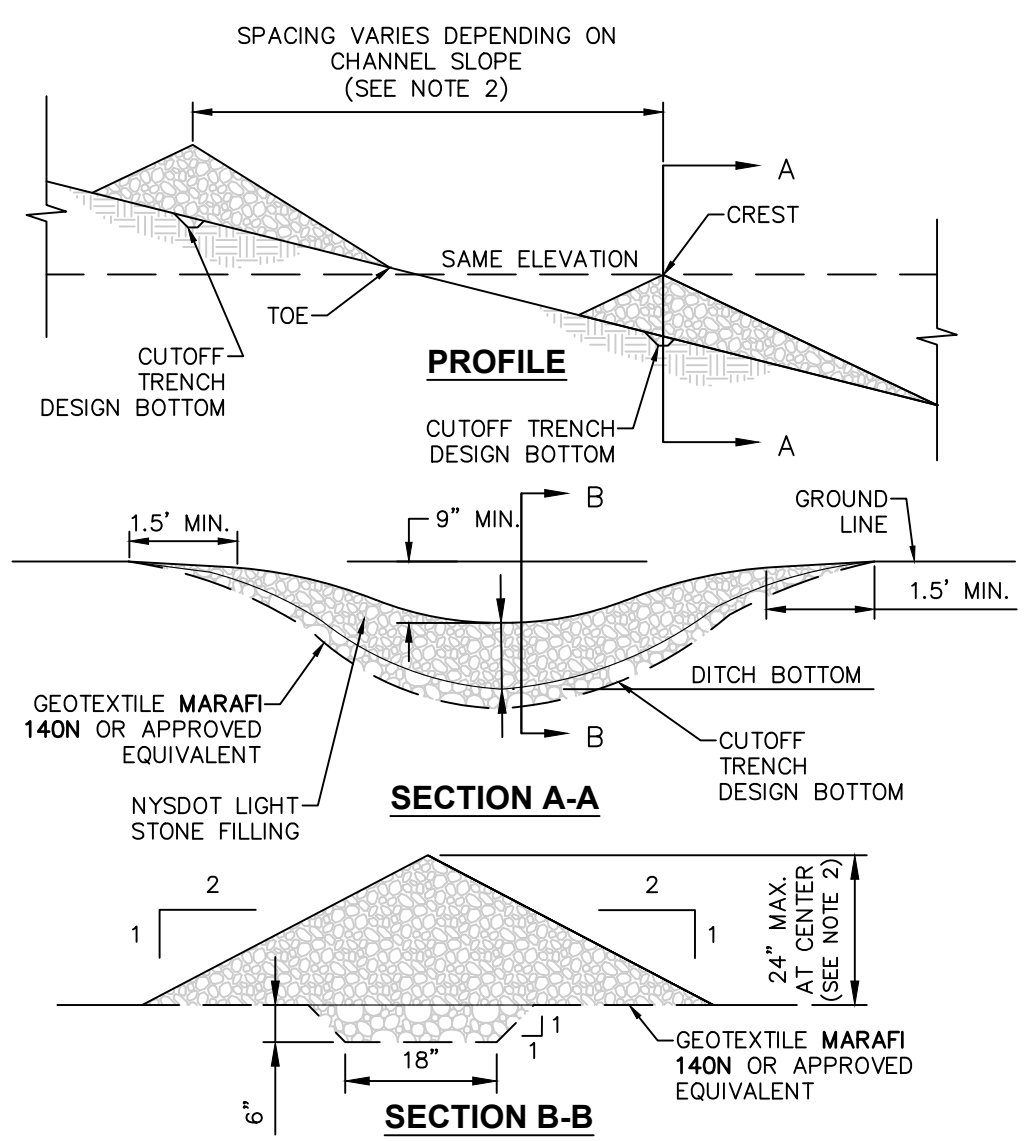 SPACING VARIES DEPENDING ON
CHANNEL SLOPE
(SEE NOTE 2)
A
CREST
SAME ELEVATION
TOE
CUTOFF
TRENCH
DESIGN BOTTOM
PROFILE
CUTOFF TRENCH
DESIGN BOTTOM
A
B
1.5' MIN.
9" MIN.
GROUND
LINE
1.5' MIN.
DITCH BOTTOM
GEOTEXTILE MARAFI
140N OR APPROVED
EQUIVALENT
B
CUTOFF
TRENCH
DESIGN BOTTOM
NYSDOT LIGHT
STONE FILLING
SECTION A-A
2
1
2
1
24" MAX.
AT CENTER
(SEE NOTE 2)
1
1
18"
6"
GEOTEXTILE MARAFI
140N OR APPROVED
EQUIVALENT
SECTION B-B